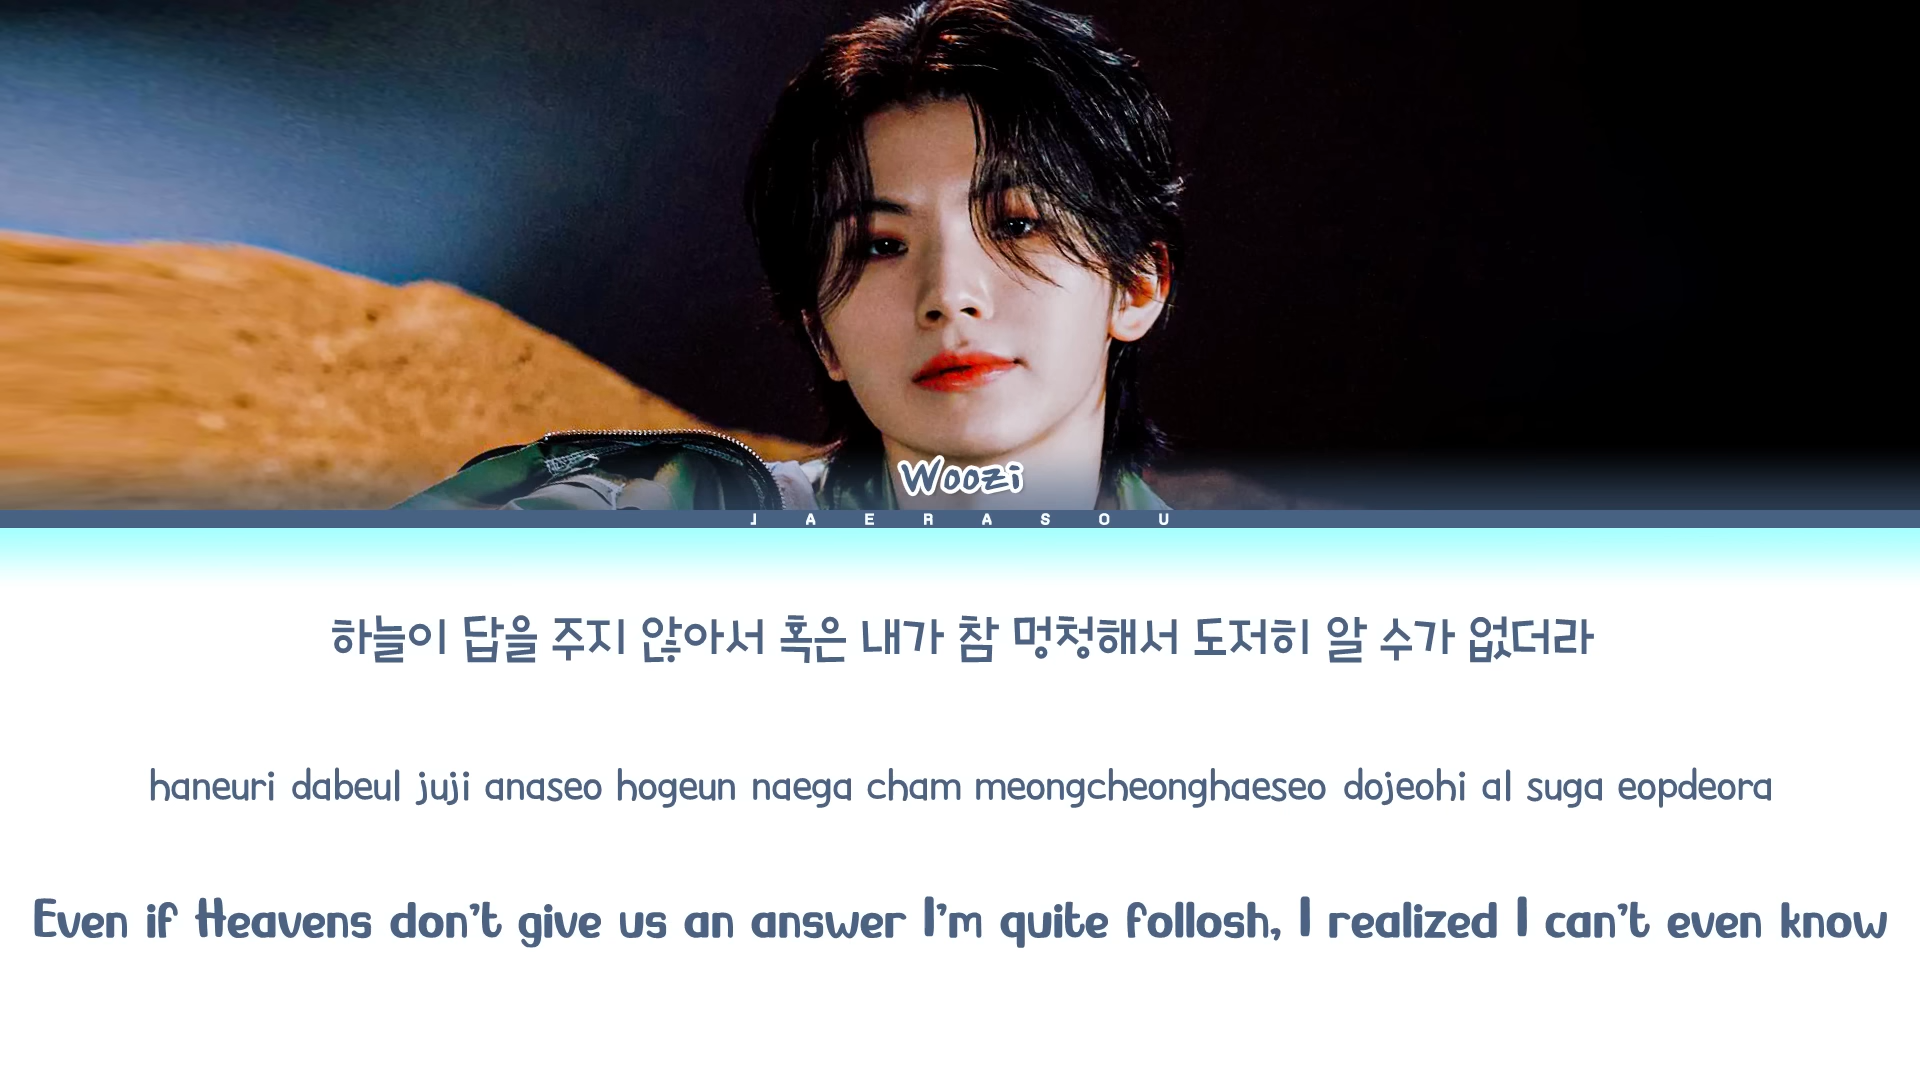 Woozi
JAERASOU
하늘이 답을 주지 않아서 혹은 내가 참 멍청해서 도저히 알 수가 없더라
haneuri dabeul juji anaseo hogeun naega cham meongcheonghaeseo dojeohi al suga eopdeora
Even if Heavens don't give us an answer I'm quite follosh, I realized I can't even know